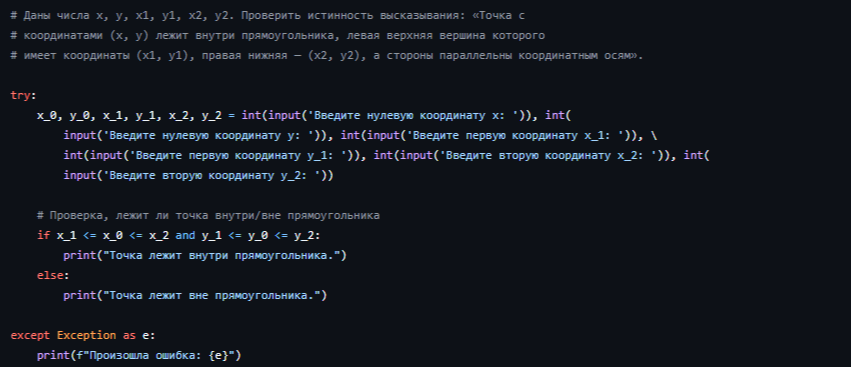 # Даны числа x, y, x1, y1, x2, y2. Проверить истинность высказывания: «Точка с
# координатами (x, y) лежит внутри прямоугольника, левая верхняя вершина которого
# имеет координаты (x1, y1), правая нижняя — (x2, y2), а стороны параллельны координатным осям».
try:
    x_0, y_0, x_1, y_1, x_2, y_2 = int(input('Введите нулевую координату x: ')), int(
        input('Введите нулевую координату y: ')), int(input('Введите первую координату x_1: ')), \
        int(input('Введите первую координату y_1: ')), int(input('Введите вторую координату x_2: ')), int(
        input('Введите вторую координату y_2: '))
    # Проверка, лежит ли точка внутри/вне прямоугольника
    if x_1 <= x_0 <= x_2 and y_1 <= y_0 <= y_2:
        print("Точка лежит внутри прямоугольника.")
    else:
        print("Точка лежит вне прямоугольника.")
except Exception as e:
    print(f"Произошла ошибка: {e}")